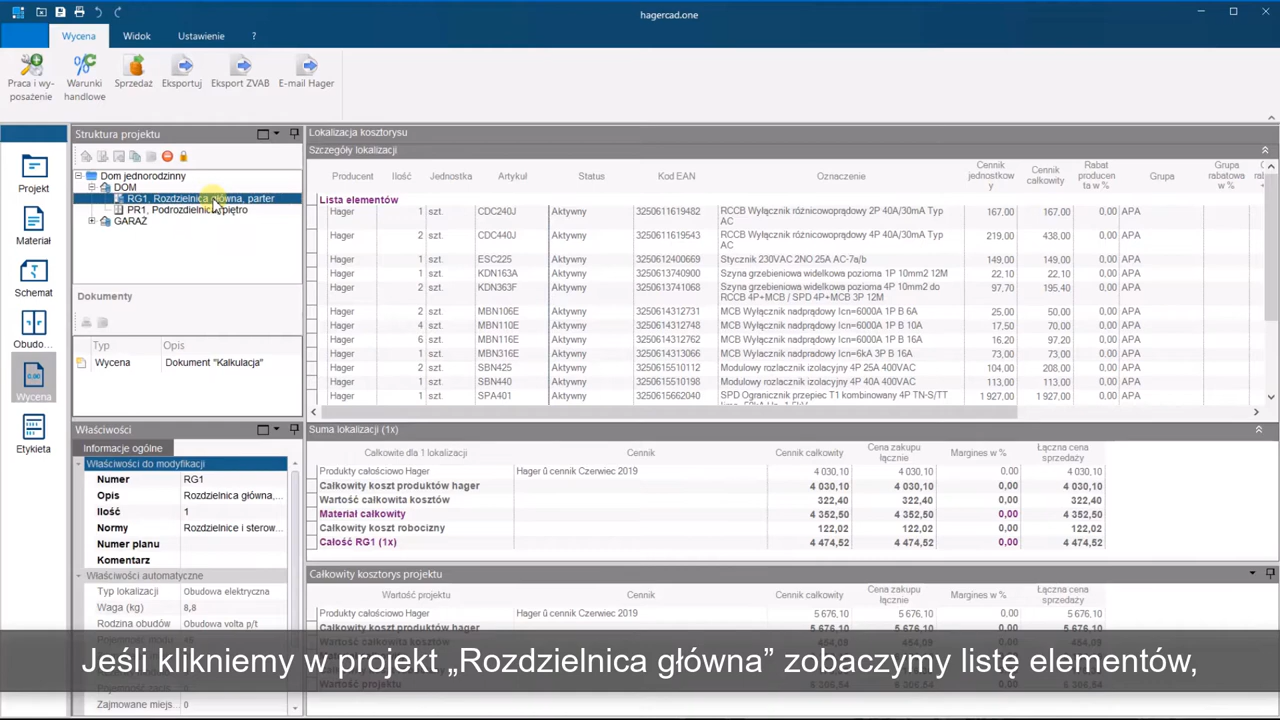 hagercad.one
Wycena Widok Ustawienie ?
Praca i wy-
posażenie
Warunki
handlowe
Sprzedaż
Eksportuj
Eksport ZVAB
E-mail Hager
Projekt
Materiał
Schemat
Obudo...
Wycena
Etykieta
Struktura projektu
Dom jednorodzinny
DOM
RG1, Rozdzielnica główna, parter
PR1, Podrozdzielnica, piętro
GARAZ
Dokumenty
Typ Opis
Wycena Dokument "Kalkulacja"
Właściwości
Informacje ogólne
Właściwości do modyfikacji
Numer RG1
Opis Rozdzielnica główna,...
Ilość 1
Normy Rozdzielnice i sterow...
Numer planu
Komentarz
Właściwości automatyczne
Typ lokalizacji Obudowa elektryczna
Waga (kg) 8,8
Rodzina obudów Obudowa volta p/t
Zajmowane miejs... 0
Lokalizacja kosztorysu
Szczegóły lokalizacji
Producent Ilość Jednostka Artykuł Status Kod EAN Oznaczenie Cennik jednostkowy Cennik całkowity Rabat producenta w % Grupa Grupa rabatowa w %
Lista elementów
Hager 1 szt. CDC240J Aktywny 3250611619482 RCCB Wyłącznik różnicowoprądowy 2P 40A/30mA Typ AC 167,00 167,00 0,00 APA
Hager 2 szt. CDC440J Aktywny 3250611619543 RCCB Wyłącznik różnicowoprądowy 4P 40A/30mA Typ AC 219,00 438,00 0,00 APA
Hager 1 szt. ESC225 Aktywny 3250612400669 Stycznik 230VAC 2NO 25A AC-7a/b 149,00 149,00 0,00 APA
Hager 1 szt. KDN163A Aktywny 3250613740900 Szyna grzebieniowa widełkowa pozioma 1P 10mm2 12M 22,10 22,10 0,00 APA
Hager 2 szt. KDN363F Aktywny 3250613741068 Szyna grzebieniowa widełkowa pozioma 4P 10mm2 do RCCB 4P+MCB / SPD 4P+MCB 3P 12M 97,70 195,40 0,00 APA
Hager 2 szt. MBN106E Aktywny 3250614312731 MCB Wyłącznik nadprądowy Icn=6000A 1P B 6A 25,00 50,00 0,00 APA
Hager 4 szt. MBN110E Aktywny 3250614312748 MCB Wyłącznik nadprądowy Icn=6000A 1P B 10A 17,50 70,00 0,00 APA
Hager 6 szt. MBN116E Aktywny 3250614312762 MCB Wyłącznik nadprądowy Icn=6000A 1P B 16A 16,20 97,20 0,00 APA
Hager 1 szt. MBN316E Aktywny 3250614313066 MCB Wyłącznik nadprądowy Icn=6kA 3P B 16A 73,00 73,00 0,00 APA
Hager 2 szt. SBN425 Aktywny 3250615510112 Modulowy rozlacznik izolacyjny 4P 25A 400VAC 104,00 208,00 0,00 APA
Hager 1 szt. SBN440 Aktywny 3250615510198 Modulowy rozlacznik izolacyjny 4P 40A 400VAC 113,00 113,00 0,00 APA
Hager 1 szt. SPA401 Aktywny 3250615662040 SPD Ogranicznik przepiec T1 kombinowany 4P TN-S/TT 1 927,00 1 927,00 0,00 APA
Suma lokalizacji (1x)
Całkowite dla 1 lokalizacji Cennik Cennik całkowity Cena zakupu łącznie Margines w % Łączna cena sprzedaży
Produkty całościowo Hager Hager û cennik Czerwiec 2019 4 030,10 4 030,10 0,00 4 030,10
Całkowity koszt produktów hager 4 030,10 4 030,10 0,00 4 030,10
Wartość całkowita kosztów 322,40 322,40 0,00 322,40
Materiał całkowity 4 352,50 4 352,50 0,00 4 352,50
Całkowity koszt robocizny 122,02 122,02 0,00 122,02
Całość RG1 (1x) 4 474,52 4 474,52 0,00 4 474,52
Całkowity kosztorys projektu
Wartość projektu Cennik Cennik całkowity Cena zakupu łącznie Margines w % Łączna cena sprzedaży
Produkty całościowo Hager Hager û cennik Czerwiec 2019 5 676,10 5 676,10 0,00 5 676,10
Całkowity koszt produktów hager 5 676,10 5 676,10 0,00 5 676,10
Jeśli klikniemy w projekt „Rozdzielnica główna” zobaczymy listę elementów,